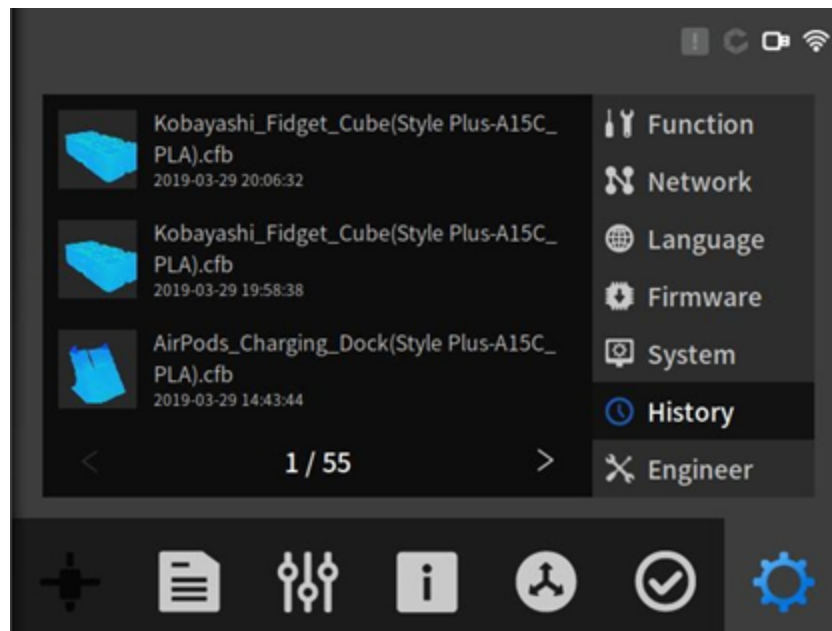 Kobayashi_Fidget_Cube(Style Plus-A15C_
PLA).cfb
2019-03-29 20:06:32
Kobayashi_Fidget_Cube(Style Plus-A15C_
PLA).cfb
2019-03-29 19:58:38
AirPods_Charging_Dock(Style Plus-A15C_
PLA).cfb
2019-03-29 14:43:44
< 1 / 55 >
Function
Network
Language
Firmware
System
History
Engineer